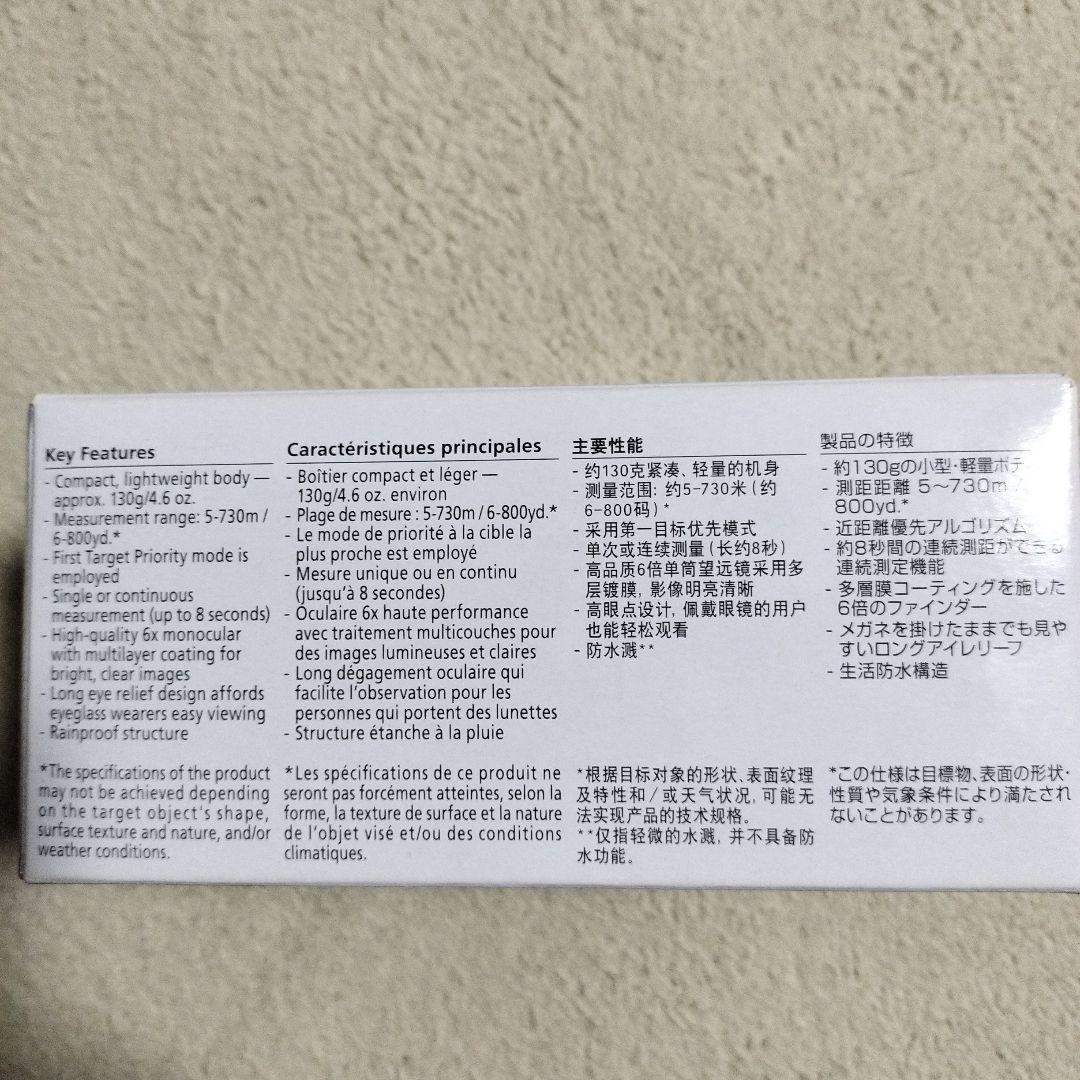 Key Features
- Compact, lightweight body —
approx. 130g/4.6 oz.
- Measurement range: 5-730m /
6-800yd.*
- First Target Priority mode is
employed
- Single or continuous
measurement (up to 8 seconds)
- High-quality 6x monocular
with multilayer coating for
bright, clear images
- Long eye relief design affords
eyeglass wearers easy viewing
- Rainproof structure
*The specifications of the product
may not be achieved depending
on the target object's shape,
surface texture and nature, and/or
weather conditions.
Caractéristiques principales
- Boîtier compact et léger —
130g/4.6 oz. environ
- Plage de mesure : 5-730m / 6-800yd.*
- Le mode de priorité à la cible la
plus proche est employé
- Mesure unique ou en continu
(jusqu'à 8 secondes)
- Oculaire 6x haute performance
avec traitement multicouches pour
des images lumineuses et claires
- Long dégagement oculaire qui
facilite l'observation pour les
personnes qui portent des lunettes
- Structure étanche à la pluie
*Les spécifications de ce produit ne
seront pas forcément atteintes, selon la
forme, la texture de surface et la nature
de l'objet visé et/ou des conditions
climatiques.
主要性能
- 约130克紧凑、轻量的机身
- 测量范围: 约5-730米 (约
6-800码) *
- 采用第一目标优先模式
- 单次或连续测量 (长约8秒)
- 高品质6倍单筒望远镜采用多
层镀膜, 影像明亮清晰
- 高眼点设计, 佩戴眼镜的用户
也能轻松观看
- 防水溅**
*根据目标对象的形状、表面纹理
及特性和/或天气状况, 可能无
法实现产品的技术规格。
**仅指轻微的水溅, 并不具备防
水功能。
製品の特徴
- 約130gの小型・軽量ボデ
- 測距距離 5～730m /
800yd.*
- 近距離優先アルゴリズム
- 約8秒間の連続測距ができる
連続測定機能
- 多層膜コーティングを施した
6倍のファインダー
- メガネを掛けたままでも見や
すいロングアイレリーフ
- 生活防水構造
*この仕様は目標物、表面の形状・
性質や気象条件により満たされ
ないことがあります。